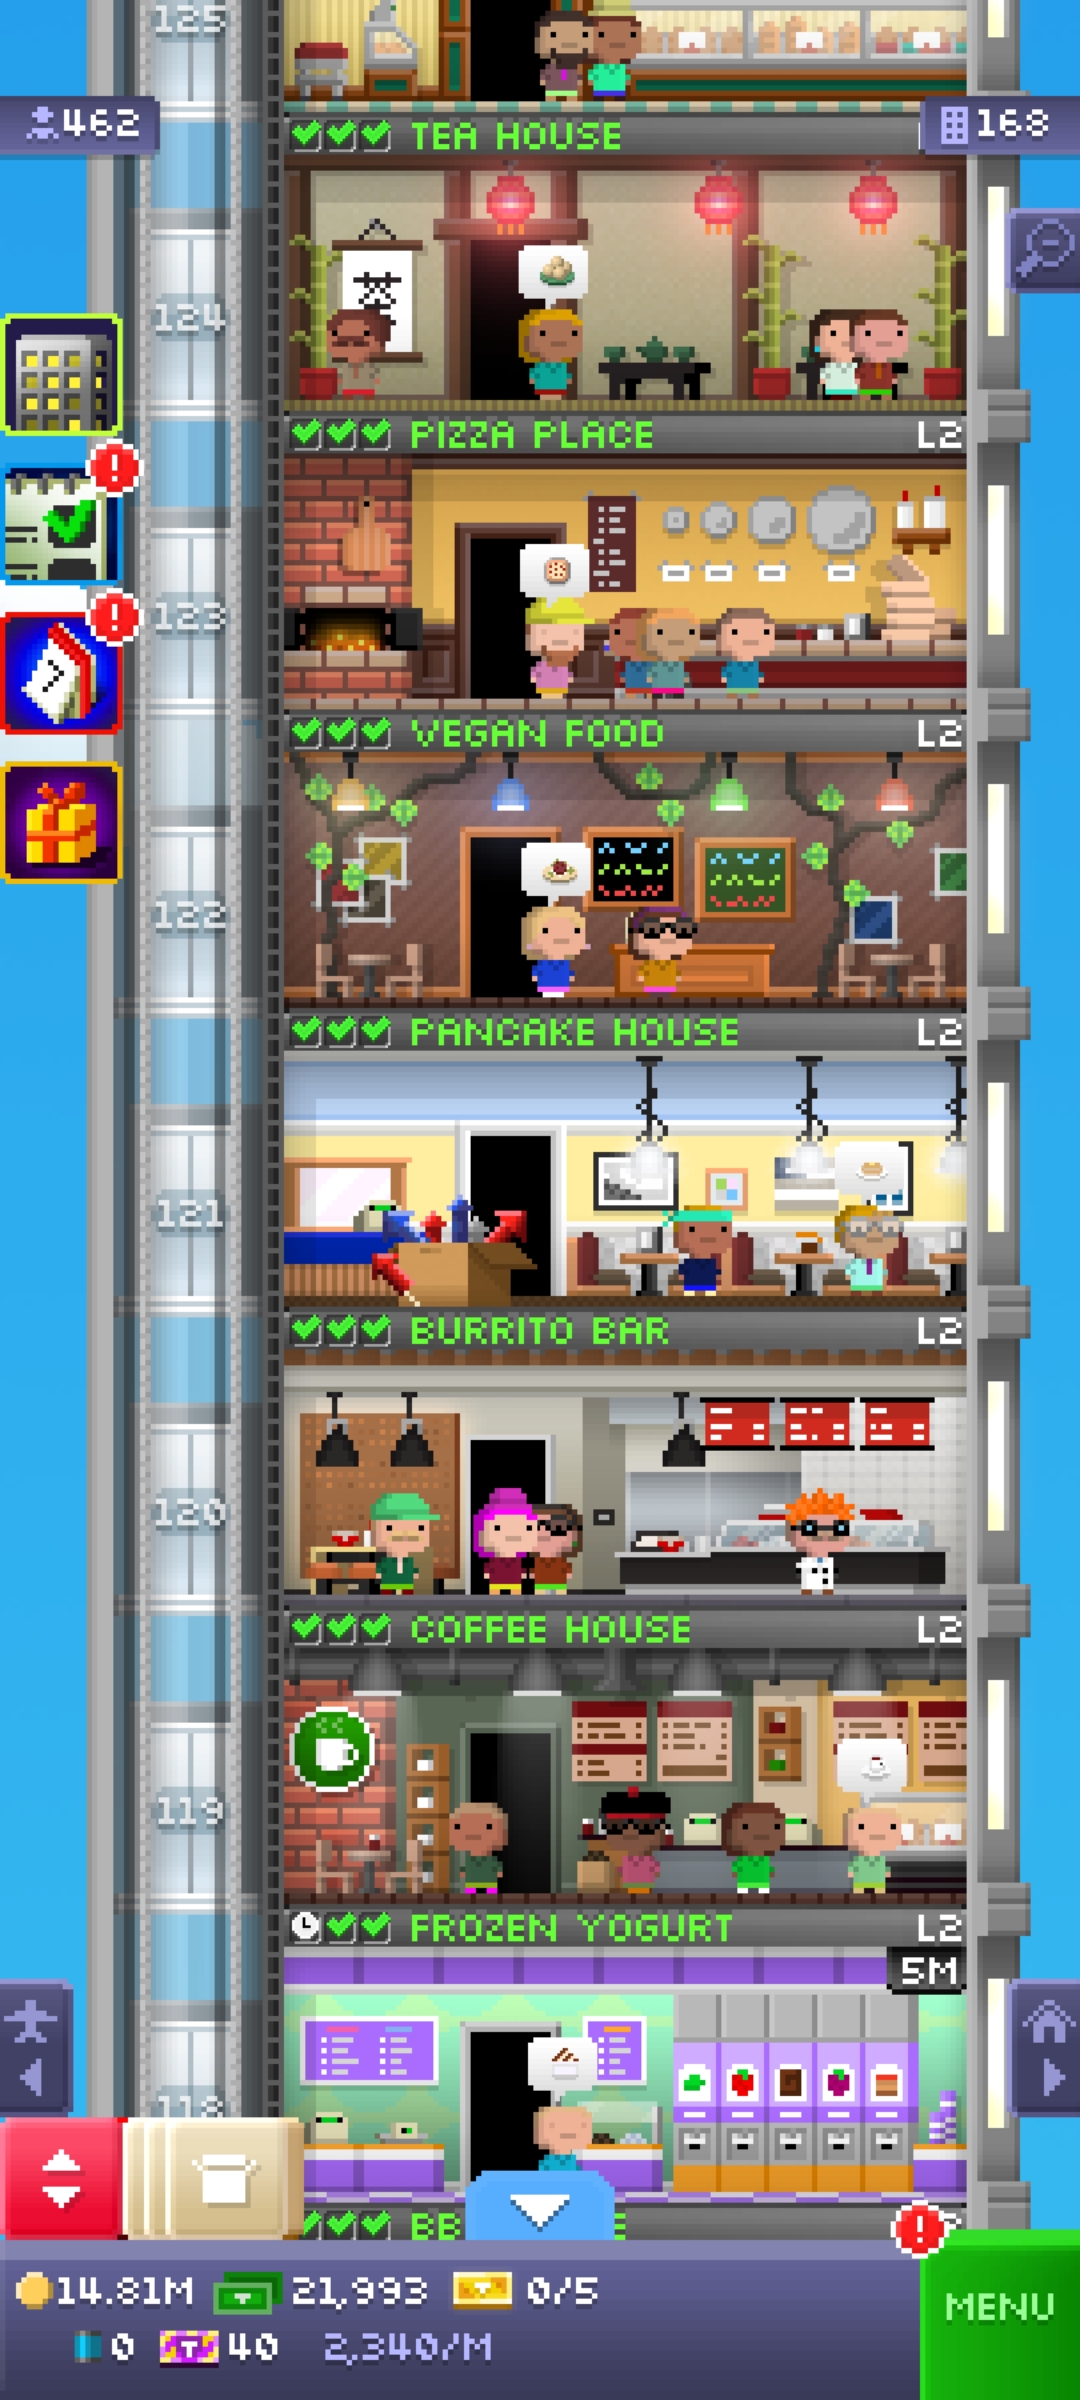 125
462
TEA HOUSE
168
124
PIZZA PLACE L2
7
123
VEGAN FOOD L2
122
PANCAKE HOUSE L2
121
BURRITO BAR L2
120
COFFEE HOUSE L2
119
FROZEN YOGURT L2
5M
118
BB
14.81M 21,993 0/5
MENU
0 T 40 2,340/M